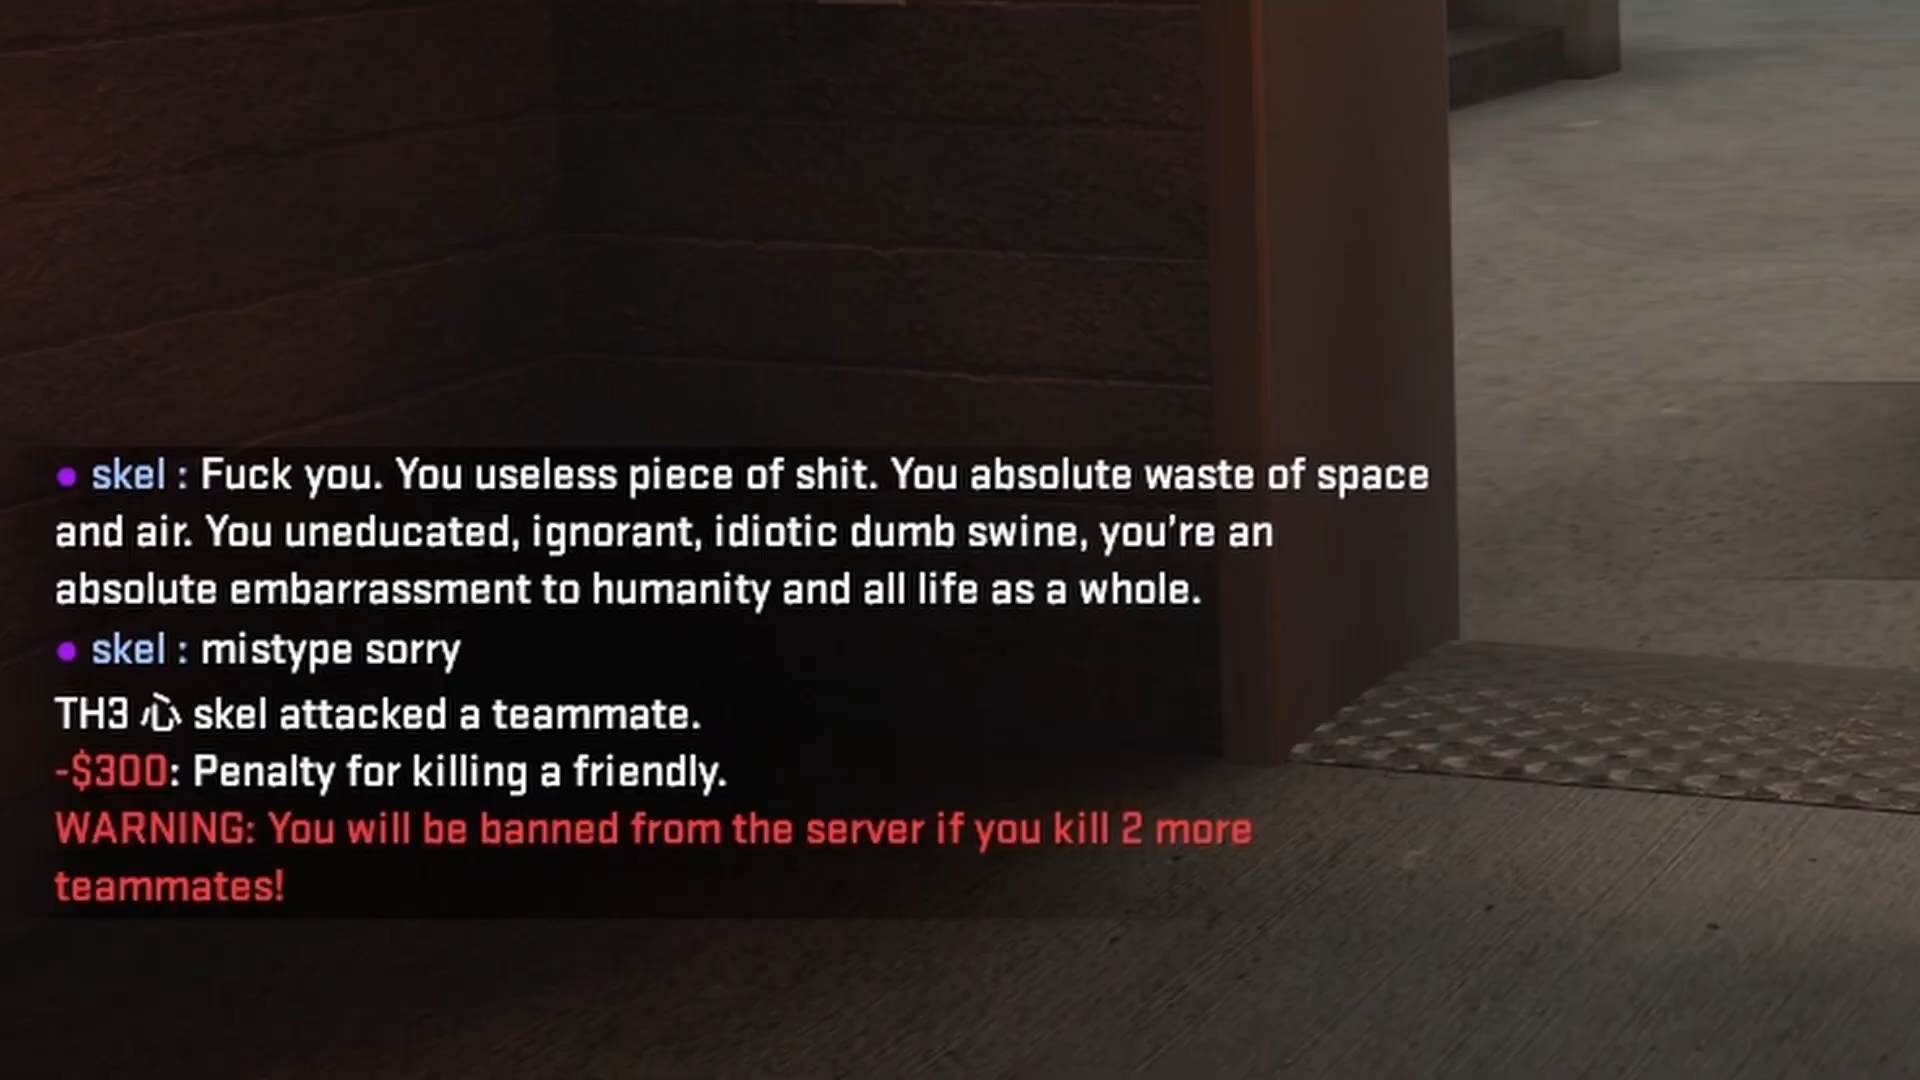 • skel : Fuck you. You useless piece of shit. You absolute waste of space
and air. You uneducated, ignorant, idiotic dumb swine, you're an
absolute embarrassment to humanity and all life as a whole.
• skel : mistype sorry
TH3 心 skel attacked a teammate.
-$300: Penalty for killing a friendly.
WARNING: You will be banned from the server if you kill 2 more
teammates!